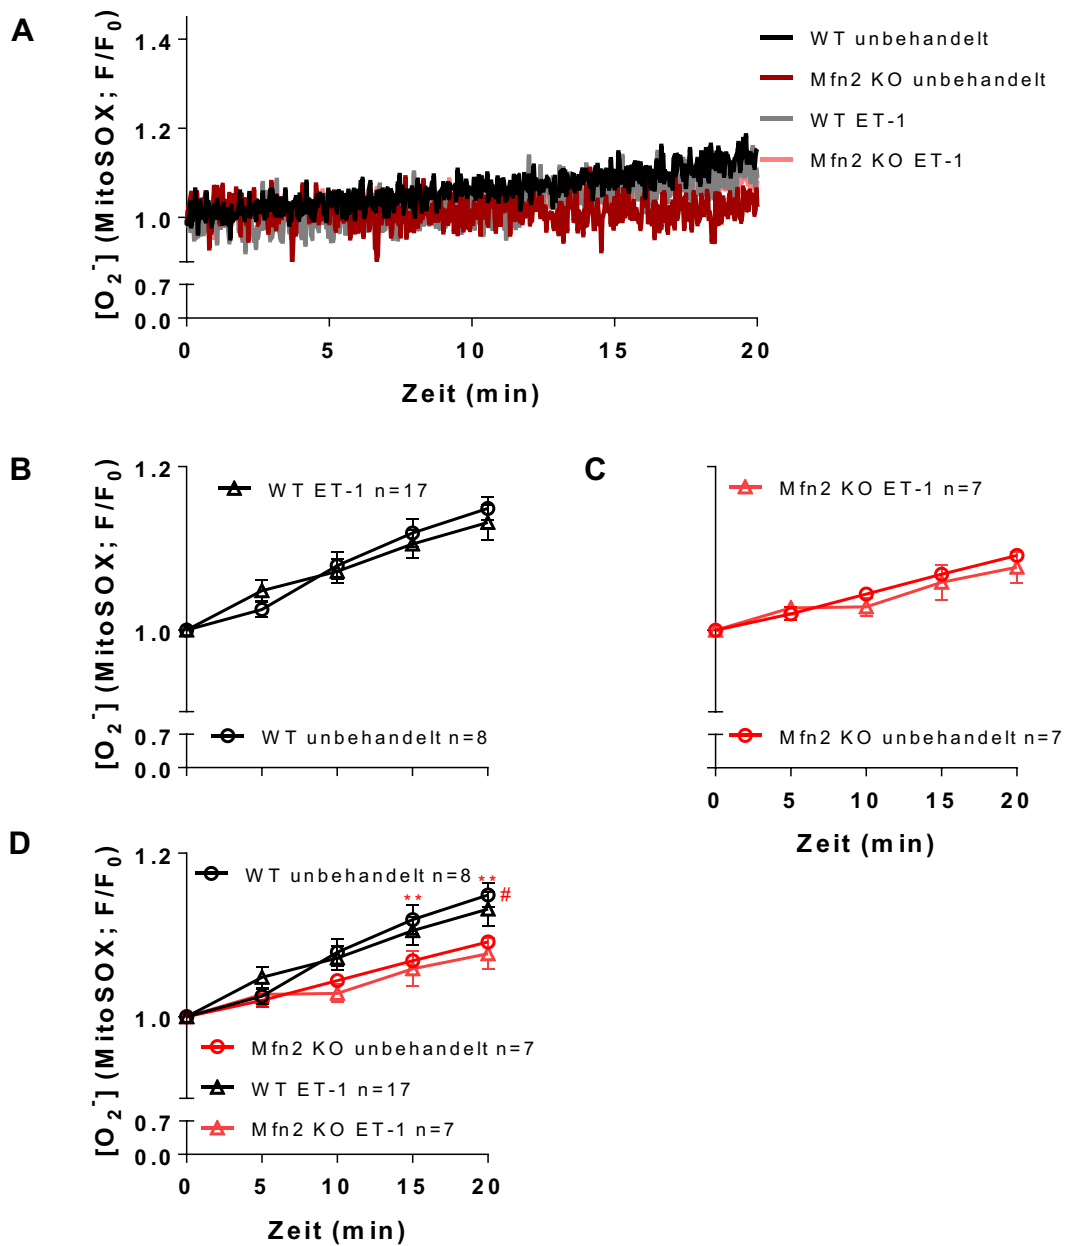 A
[O2-] (MitoSOX; F/F0)
1.4
1.2
1.0
0.7
0.0
0 5 10 15 20
Zeit (min)
WT unbehandelt
Mfn2 KO unbehandelt
WT ET-1
Mfn2 KO ET-1
B
[O2-] (MitoSOX; F/F0)
1.2
1.0
0.7
0.0
WT ET-1 n=17
WT unbehandelt n=8
C
Mfn2 KO ET-1 n=7
Mfn2 KO unbehandelt n=7
0 5 10 15 20
Zeit (min)
D
[O2-] (MitoSOX; F/F0)
1.2
1.0
0.7
0.0
WT unbehandelt n=8
**
**
#
Mfn2 KO unbehandelt n=7
WT ET-1 n=17
Mfn2 KO ET-1 n=7
0 5 10 15 20
Zeit (min)